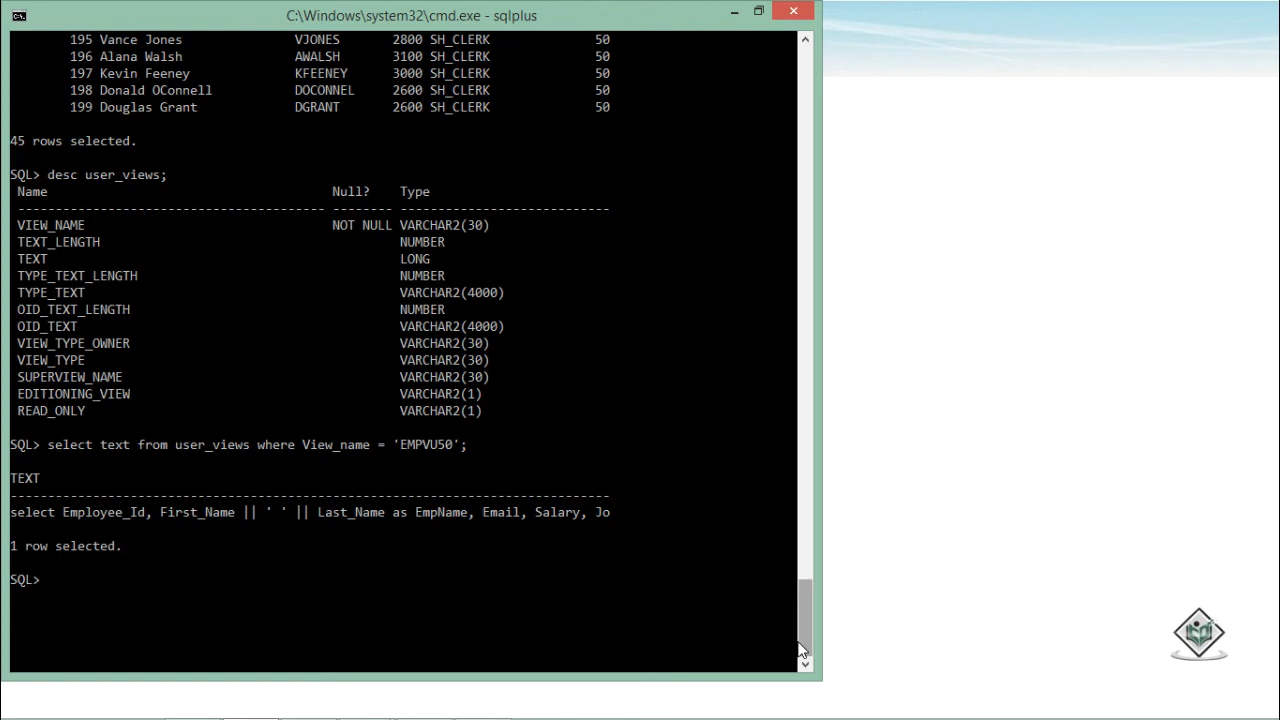 C:\Windows\system32\cmd.exe - sqlplus
195 Vance Jones VJONES 2800 SH_CLERK 50
196 Alana Walsh AWALSH 3100 SH_CLERK 50
197 Kevin Feeney KFEENEY 3000 SH_CLERK 50
198 Donald OConnell DOCONNEL 2600 SH_CLERK 50
199 Douglas Grant DGRANT 2600 SH_CLERK 50
45 rows selected.
SQL> desc user_views;
Name Null? Type
----------------------------------------- -------- ----------------------------
VIEW_NAME NOT NULL VARCHAR2(30)
TEXT_LENGTH NUMBER
TEXT LONG
TYPE_TEXT_LENGTH NUMBER
TYPE_TEXT VARCHAR2(4000)
OID_TEXT_LENGTH NUMBER
OID_TEXT VARCHAR2(4000)
VIEW_TYPE_OWNER VARCHAR2(30)
VIEW_TYPE VARCHAR2(30)
SUPERVIEW_NAME VARCHAR2(30)
EDITIONING_VIEW VARCHAR2(1)
READ_ONLY VARCHAR2(1)
SQL> select text from user_views where View_name = 'EMPVU50';
TEXT
--------------------------------------------------------------------------------
select Employee_Id, First_Name || ' ' || Last_Name as EmpName, Email, Salary, Jo
1 row selected.
SQL>